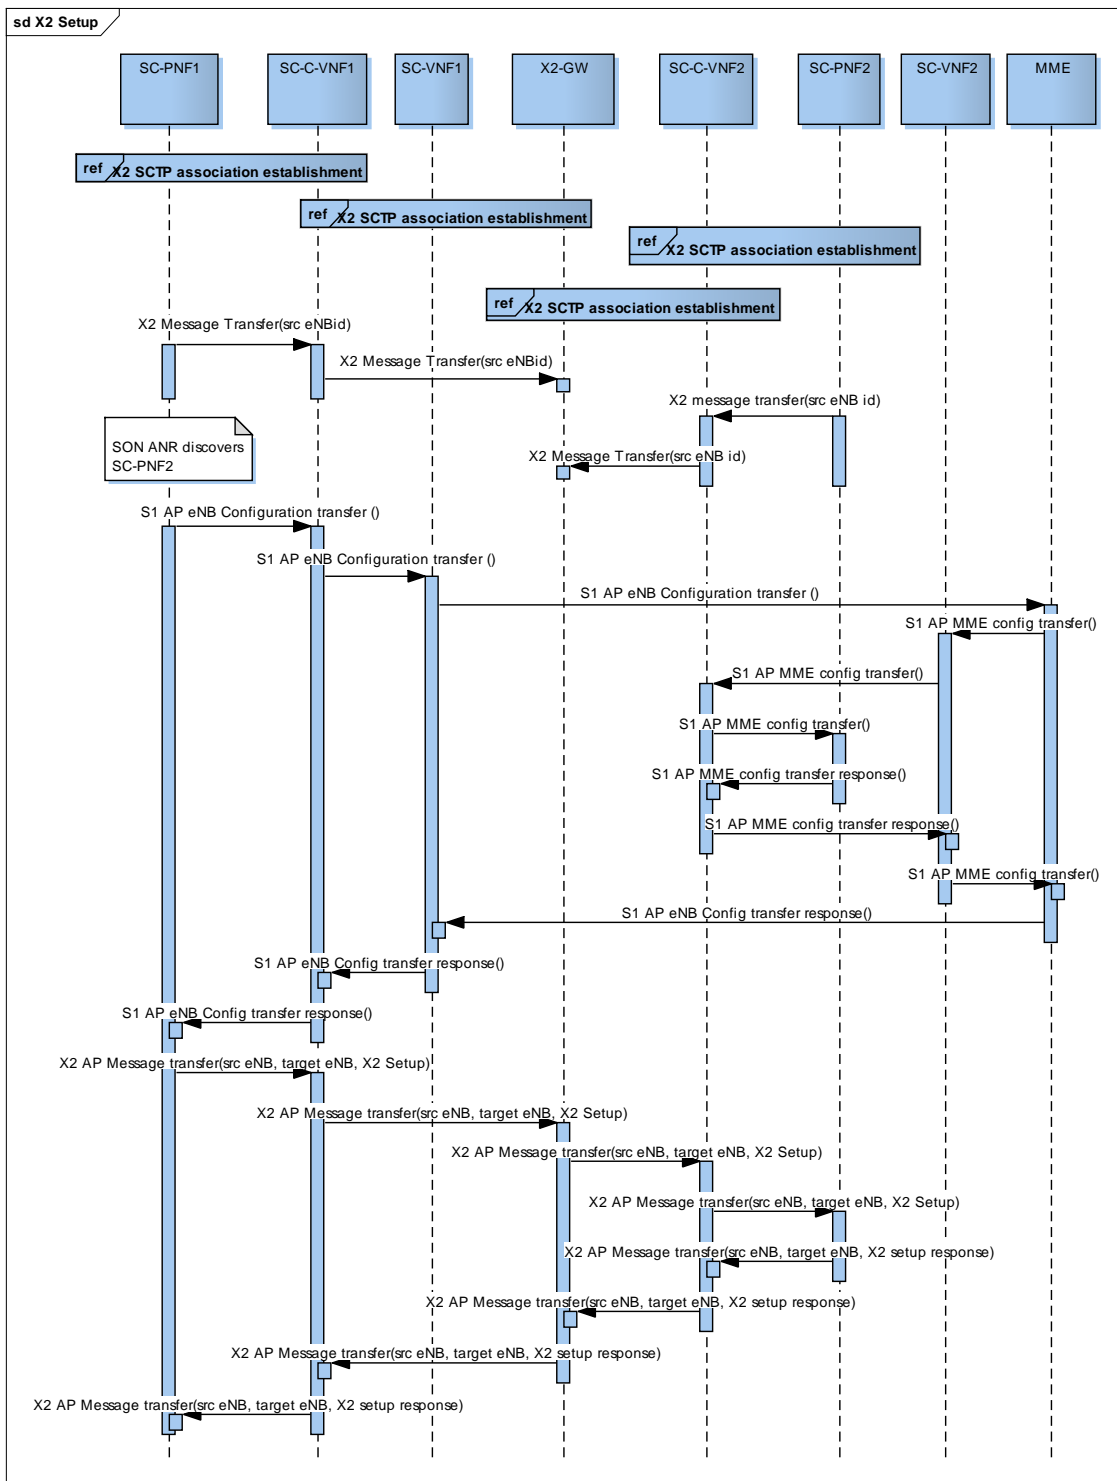 sd X2 Setup
SC-PNF1
SC-C-VNF1
SC-VNF1
X2-GW
SC-C-VNF2
SC-PNF2
SC-VNF2
MME
ref X2 SCTP association establishment
ref X2 SCTP association establishment
ref X2 SCTP association establishment
ref X2 SCTP association establishment
X2 Message Transfer(src eNBid)
X2 Message Transfer(src eNBid)
X2 message transfer(src eNB id)
SON ANR discovers
SC-PNF2
X2 Message Transfer(src eNB id)
S1 AP eNB Configuration transfer ()
S1 AP eNB Configuration transfer ()
S1 AP eNB Configuration transfer ()
S1 AP MME config transfer()
S1 AP MME config transfer()
S1 AP MME config transfer()
S1 AP MME config transfer response()
S1 AP MME config transfer response()
S1 AP MME config transfer()
S1 AP eNB Config transfer response()
S1 AP eNB Config transfer response()
S1 AP eNB Config transfer response()
X2 AP Message transfer(src eNB, target eNB, X2 Setup)
X2 AP Message transfer(src eNB, target eNB, X2 Setup)
X2 AP Message transfer(src eNB, target eNB, X2 Setup)
X2 AP Message transfer(src eNB, target eNB, X2 Setup)
X2 AP Message transfer(src eNB, target eNB, X2 setup response)
X2 AP Message transfer(src eNB, target eNB, X2 setup response)
X2 AP Message transfer(src eNB, target eNB, X2 setup response)
X2 AP Message transfer(src eNB, target eNB, X2 setup response)